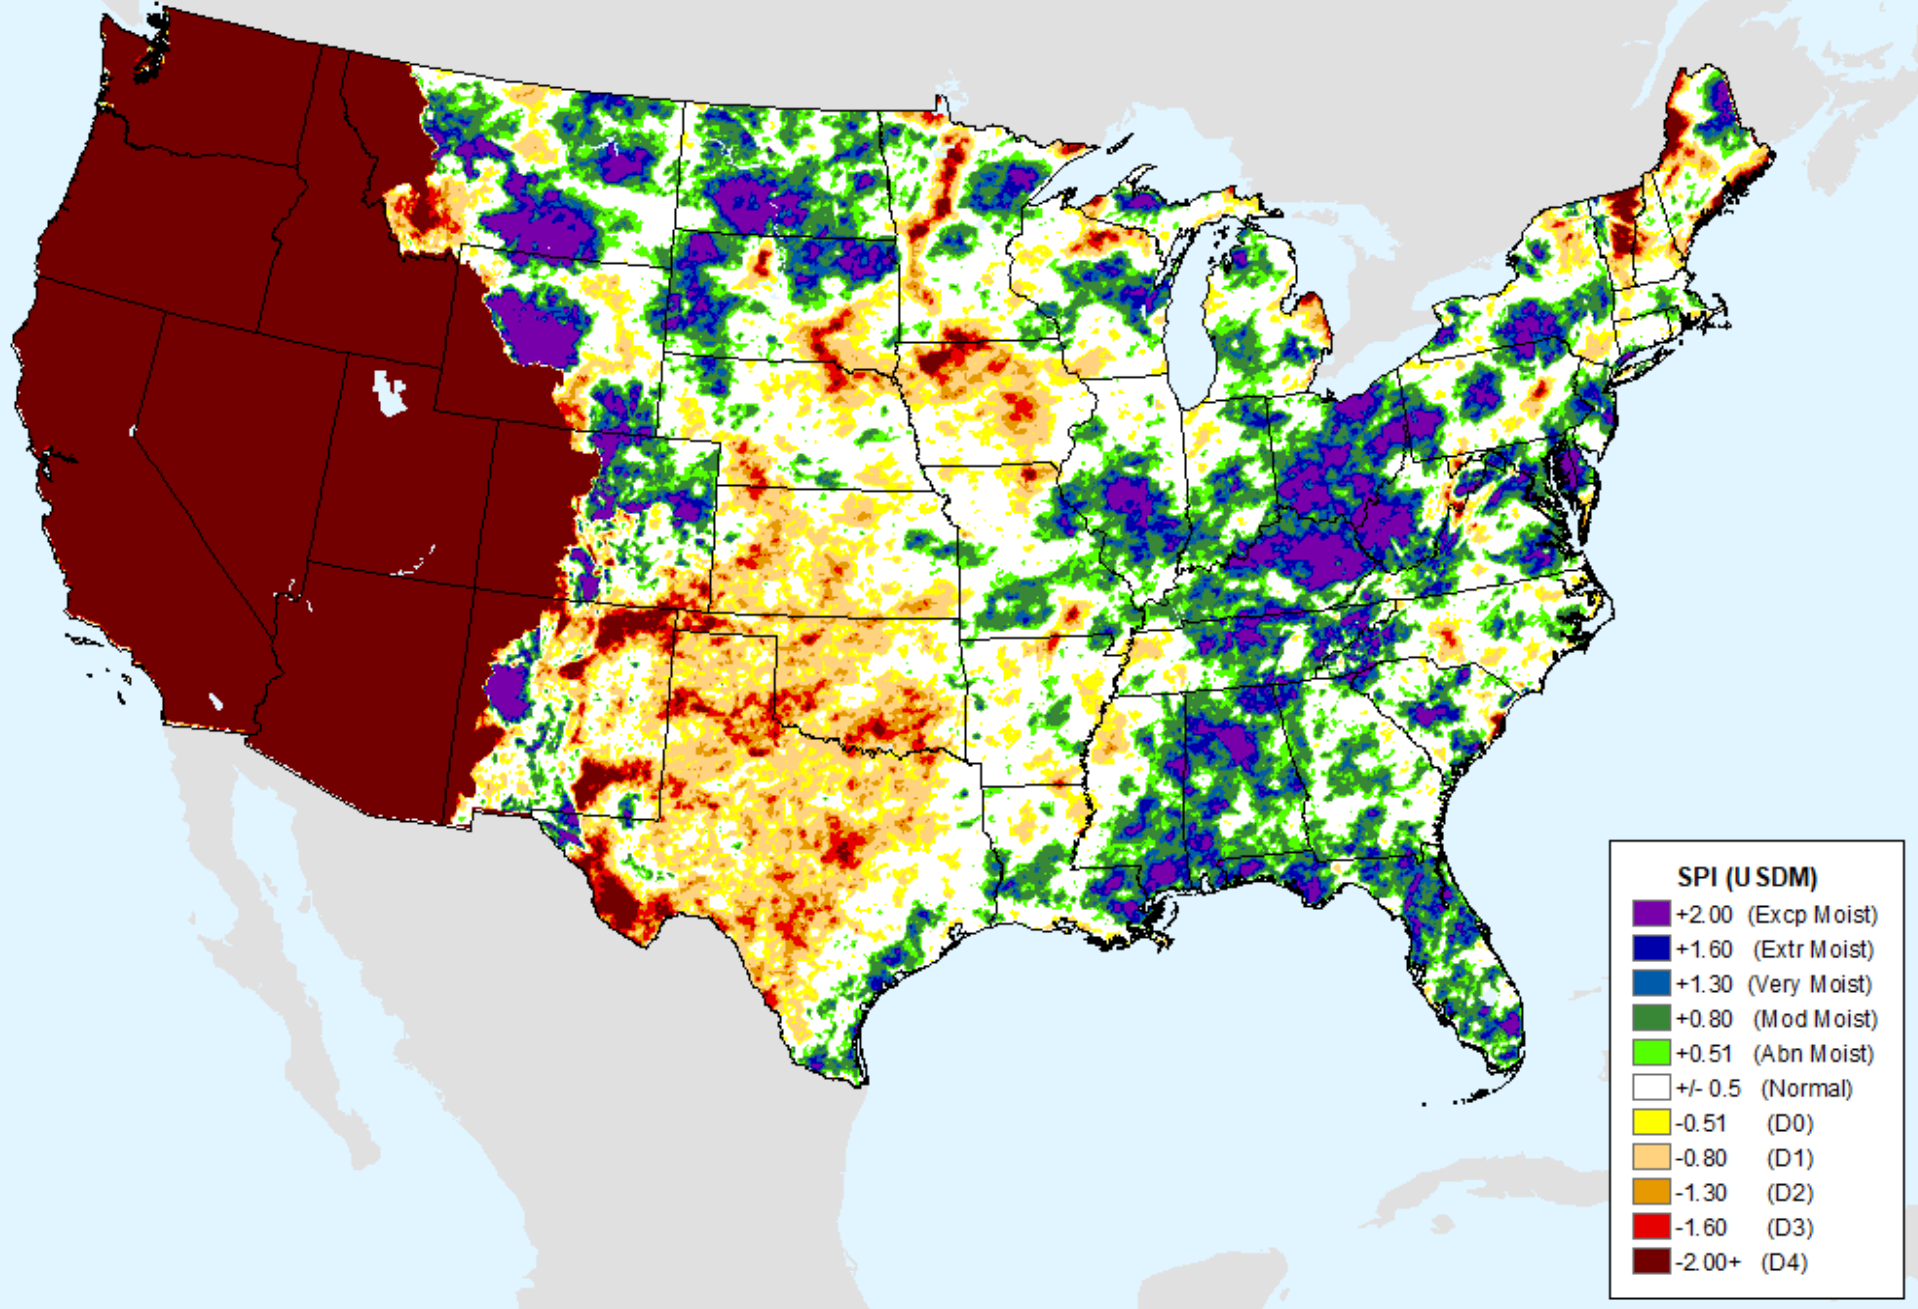 SPI (USDM)
+2.00 (Excp Moist)
+1.60 (Extr Moist)
+1.30 (Very Moist)
+0.80 (Mod Moist)
+0.51 (Abn Moist)
+/- 0.5 (Normal)
-0.51 (D0)
-0.80 (D1)
-1.30 (D2)
-1.60 (D3)
-2.00+ (D4)